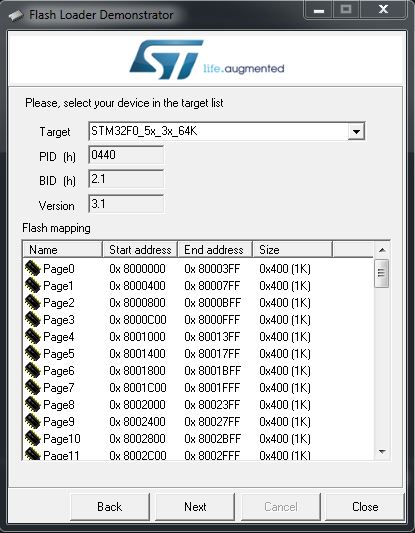 Flash Loader Demonstrator
life.augmented
Please, select your device in the target list
Target STM32F0_5x_3x_64K
PID (h) 0440
BID (h) 2.1
Version 3.1
Flash mapping
Name Start address End address Size
Page0 0x 8000000 0x 80003FF 0x400 (1K)
Page1 0x 8000400 0x 80007FF 0x400 (1K)
Page2 0x 8000800 0x 8000BFF 0x400 (1K)
Page3 0x 8000C00 0x 8000FFF 0x400 (1K)
Page4 0x 8001000 0x 80013FF 0x400 (1K)
Page5 0x 8001400 0x 80017FF 0x400 (1K)
Page6 0x 8001800 0x 8001BFF 0x400 (1K)
Page7 0x 8001C00 0x 8001FFF 0x400 (1K)
Page8 0x 8002000 0x 80023FF 0x400 (1K)
Page9 0x 8002400 0x 80027FF 0x400 (1K)
Page10 0x 8002800 0x 8002BFF 0x400 (1K)
Page11 0x 8002C00 0x 8002FFF 0x400 (1K)
Back Next Cancel Close